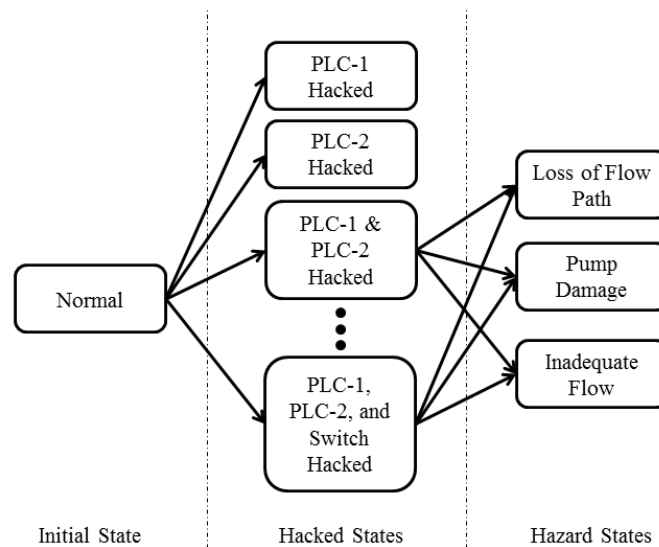 PLC-1
Hacked
PLC-2
Hacked
PLC-1 &
PLC-2
Hacked
PLC-1,
PLC-2, and
Switch
Hacked
Normal
Loss of Flow
Path
Pump
Damage
Inadequate
Flow
Initial State
Hacked States
Hazard States